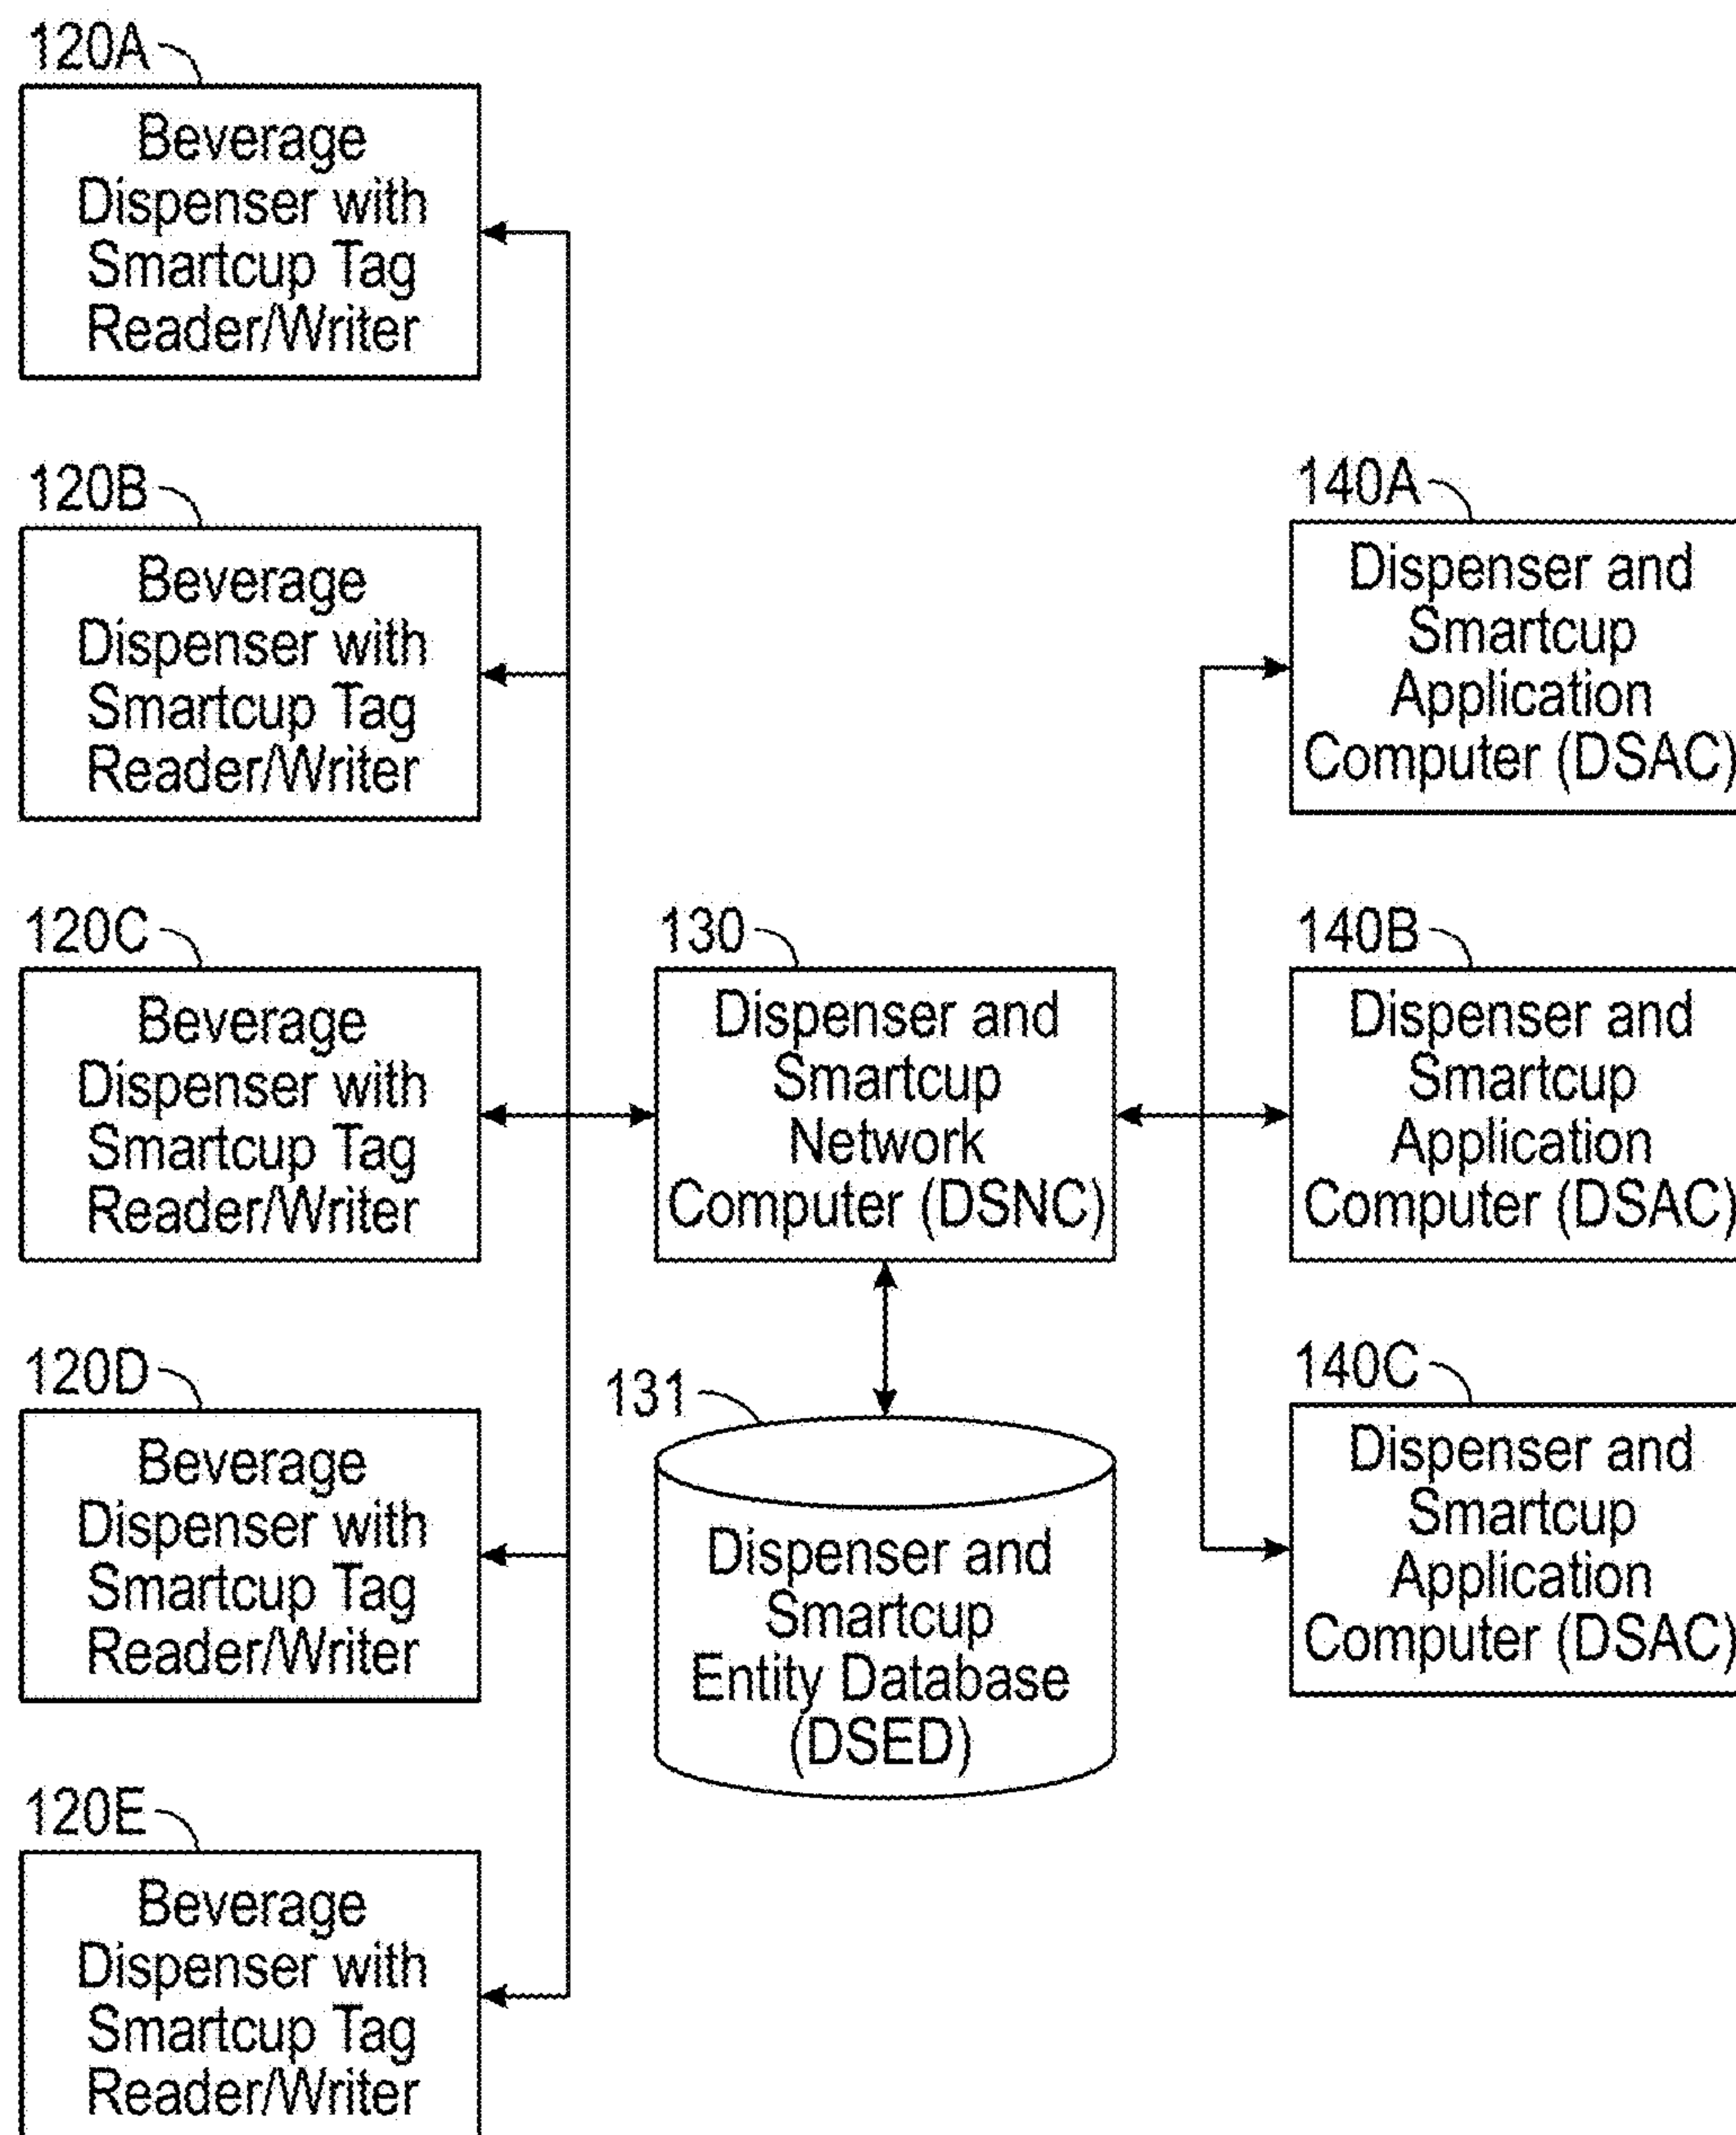 120A
Beverage
Dispenser with
Smartcup Tag
Reader/Writer
120B
Beverage
Dispenser with
Smartcup Tag
Reader/Writer
120C
Beverage
Dispenser with
Smartcup Tag
Reader/Writer
120D
Beverage
Dispenser with
Smartcup Tag
Reader/Writer
120E
Beverage
Dispenser with
Smartcup Tag
Reader/Writer
130
Dispenser and
Smartcup
Network
Computer (DSNC)
131
Dispenser and
Smartcup
Entity Database
(DSED)
140A
Dispenser and
Smartcup
Application
Computer (DSAC)
140B
Dispenser and
Smartcup
Application
Computer (DSAC)
140C
Dispenser and
Smartcup
Application
Computer (DSAC)